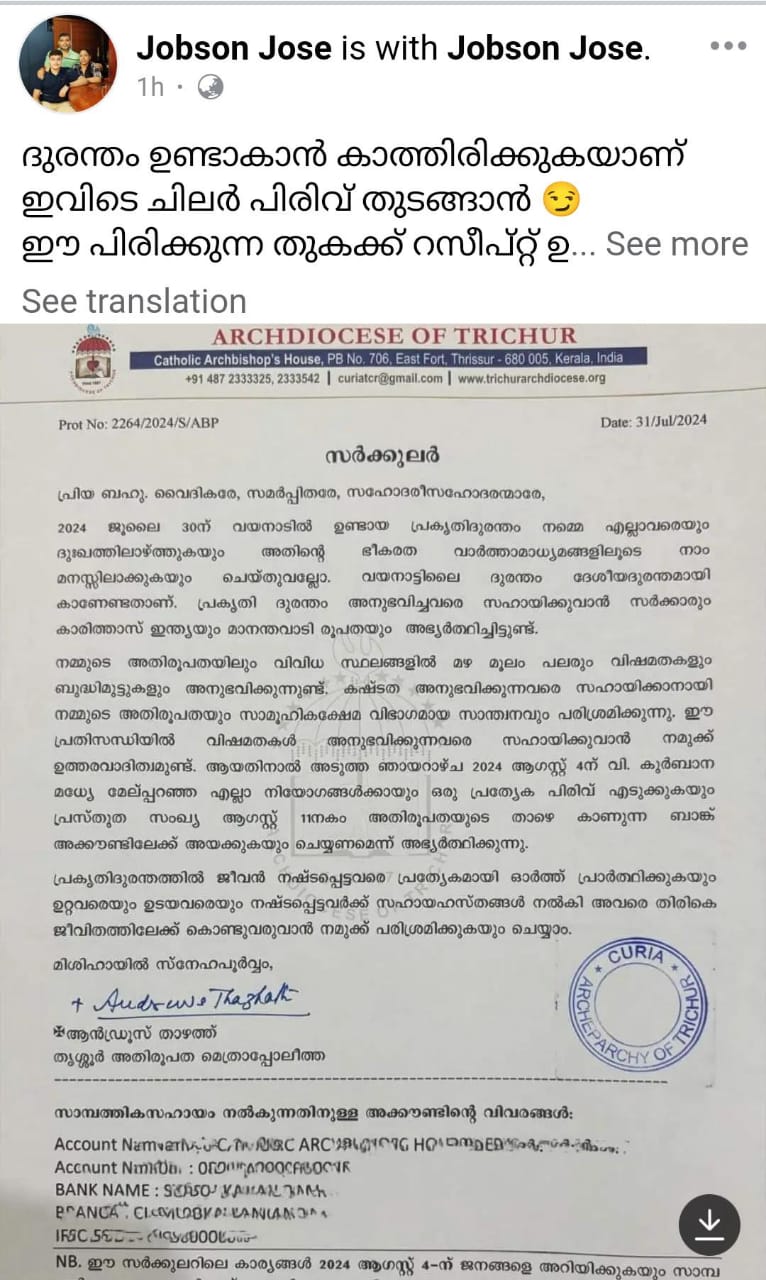 Jobson Jose is with Jobson Jose.
1h
ദുരന്തം ഉണ്ടാകാൻ കാത്തിരിക്കുകയാണ്
ഇവിടെ ചിലർ പിരിവ് തുടങ്ങാൻ 😏
ഈ പിരിക്കുന്ന തുകക്ക് റസീപ്റ്റ് ഉ... See more
See translation
ARCHDIOCESE OF TRICHUR
Catholic Archbishop's House, PB No. 706, East Fort, Thrissur - 680 005, Kerala, India
+91 487 2333325, 2333542 | curiatcr@gmail.com | www.trichurarchdiocese.org
Prot No: 2264/2024/S/ABP
Date: 31/Jul/2024
സർക്കുലർ
പ്രിയ ബഹു. വൈദികരേ, സമർപ്പിതരേ, സഹോദരീസഹോദരന്മാരേ,
2024 ജൂലൈ 30ന് വയനാടിൽ ഉണ്ടായ പ്രകൃതിദുരന്തം നമ്മെ എല്ലാവരെയും
ദുഃഖത്തിലാഴ്ത്തുകയും അതിന്റെ ഭീകരത വാർത്താമാധ്യമങ്ങളിലൂടെ നാം
മനസ്സിലാക്കുകയും ചെയ്തുവല്ലോ. വയനാട്ടിലൈ ദുരന്തം ദേശീയദുരന്തമായി
കാണേണ്ടതാണ്. പ്രകൃതി ദുരന്തം അനുഭവിച്ചവരെ സഹായിക്കുവാൻ സർക്കാരും
കാരിത്താസ് ഇന്ത്യയും മാനന്തവാടി രൂപതയും അഭ്യർത്ഥിച്ചിട്ടുണ്ട്.
നമ്മുടെ അതിരൂപതയിലും വിവിധ സ്ഥലങ്ങളിൽ മഴ മൂലം പലരും വിഷമതകളും
ബുദ്ധിമുട്ടുകളും അനുഭവിക്കുന്നുണ്ട്. കഷ്ടത അനുഭവിക്കുന്നവരെ സഹായിക്കാനായി
നമ്മുടെ അതിരൂപതയും സാമൂഹികക്ഷേമ വിഭാഗമായ സാന്ത്വനവും പരിശ്രമിക്കുന്നു. ഈ
പ്രതിസന്ധിയിൽ വിഷമതകൾ അനുഭവിക്കുന്നവരെ സഹായിക്കുവാൻ നമുക്ക്
ഉത്തരവാദിത്വമുണ്ട്. ആയതിനാൽ അടുത്ത ഞായറാഴ്ച 2024 ആഗസ്റ്റ് 4ന് വി. കുർബാന
മധ്യേ മേല്പ്പറഞ്ഞ എല്ലാ നിയോഗങ്ങൾക്കായും ഒരു പ്രത്യേക പിരിവ് എടുക്കുകയും
പ്രസ്തുത സംഖ്യ ആഗസ്റ്റ് 11നകം അതിരൂപതയുടെ താഴെ കാണുന്ന ബാങ്ക്
അക്കൗണ്ടിലേക്ക് അയക്കുകയും ചെയ്യണമെന്ന് അഭ്യർത്ഥിക്കുന്നു.
പ്രകൃതിദുരന്തത്തിൽ ജീവൻ നഷ്ടപ്പെട്ടവരെ പ്രത്യേകമായി ഓർത്ത് പ്രാർത്ഥിക്കുകയും
ഉറ്റവരെയും ഉടയവരെയും നഷ്ടപ്പെട്ടവർക്ക് സഹായഹസ്തങ്ങൾ നൽകി അവരെ തിരികെ
ജീവിതത്തിലേക്ക് കൊണ്ടുവരുവാൻ നമുക്ക് പരിശ്രമിക്കുകയും ചെയ്യാം.
മിശിഹായിൽ സ്നേഹപൂർവ്വം,
+ Andrews Thazhath
✠ആൻഡ്രൂസ് താഴത്ത്
തൃശ്ശൂർ അതിരൂപത മെത്രാപ്പോലീത്ത
CURIA
ARCHEPARCHY OF TRICHUR
സാമ്പത്തികസഹായം നൽകുന്നതിനുള്ള അക്കൗണ്ടിന്റെ വിവരങ്ങൾ:
Account
BANK NAME :
NB. ഈ സർക്കുലറിലെ കാര്യങ്ങൾ 2024 ആഗസ്റ്റ് 4-ന് ജനങ്ങളെ അറിയിക്കുകയും സാമ്പ